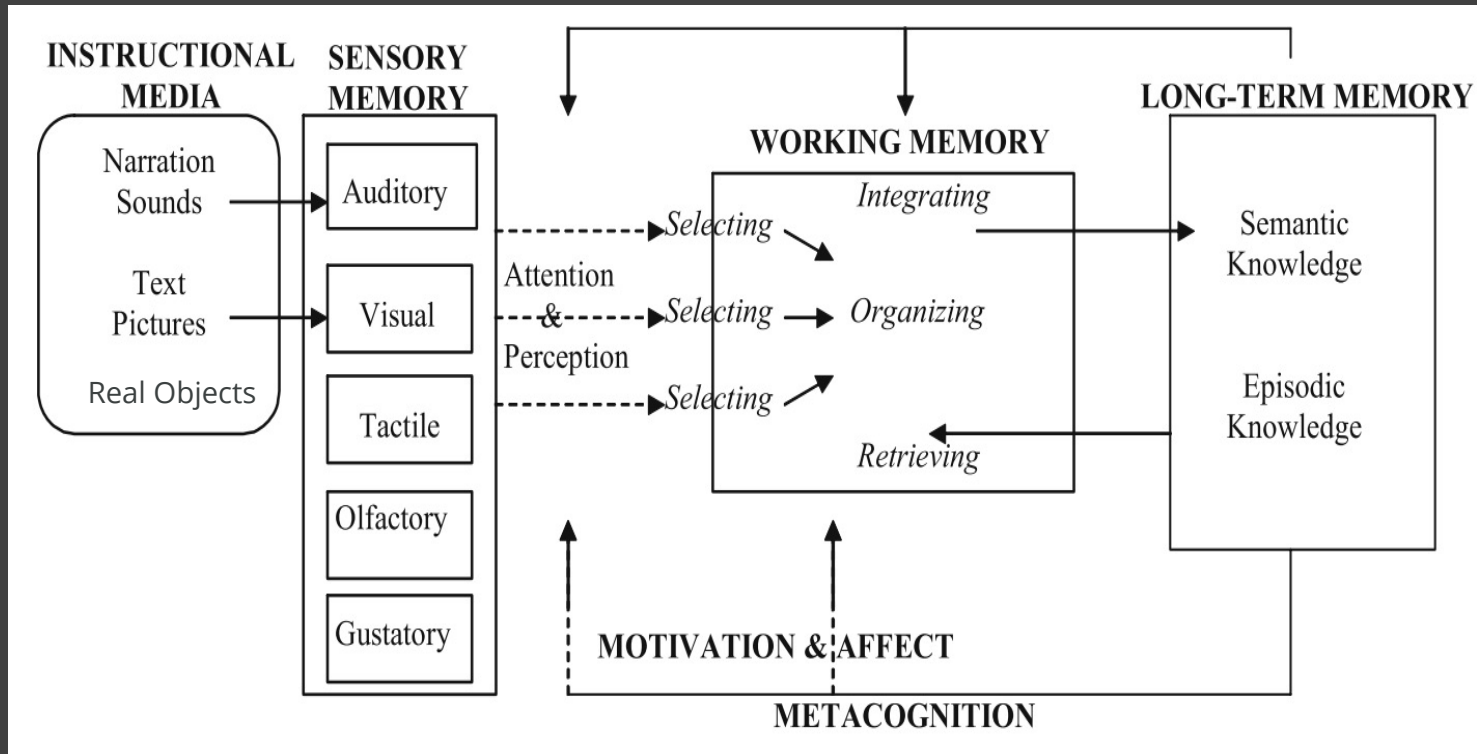 INSTRUCTIONAL
MEDIA
Narration
Sounds
Text
Pictures
Real Objects
SENSORY
MEMORY
Auditory
Visual
Tactile
Olfactory
Gustatory
Attention
&
Perception
Selecting
Selecting
Selecting
WORKING MEMORY
Integrating
Organizing
Retrieving
LONG-TERM MEMORY
Semantic
Knowledge
Episodic
Knowledge
MOTIVATION & AFFECT
METACOGNITION